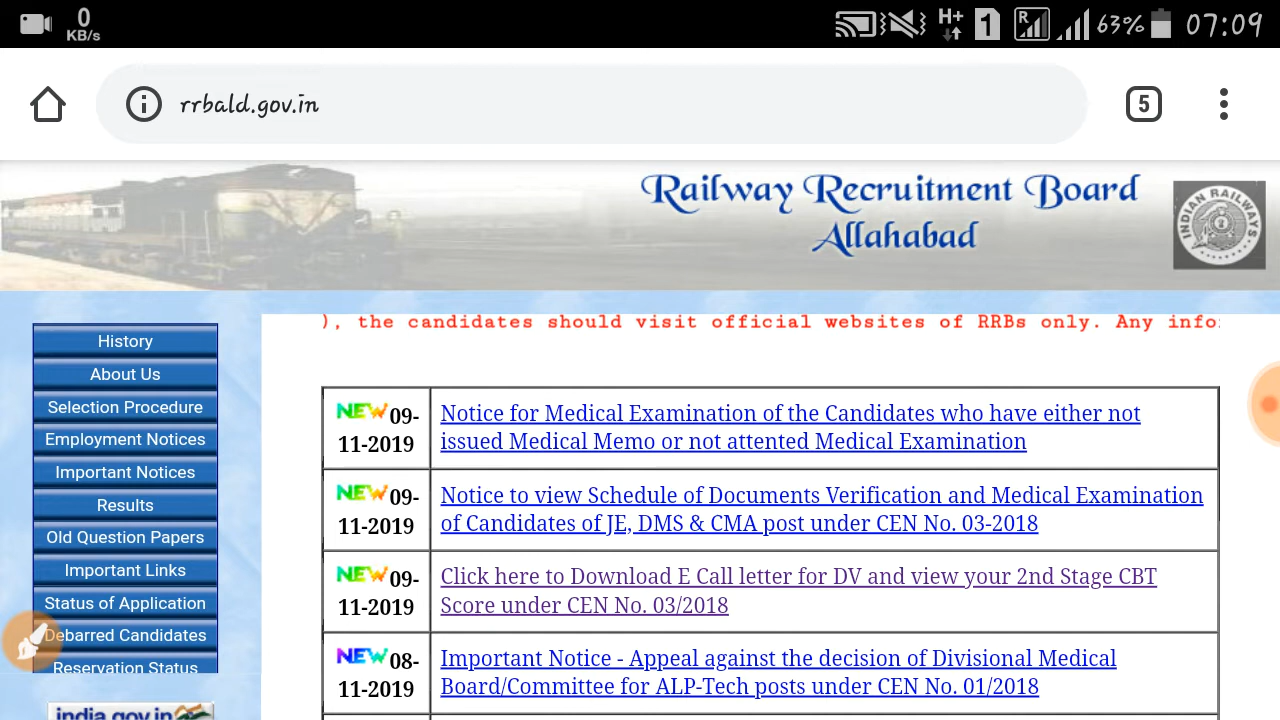 0
KB/s
H+
1
R
63%
07:09
rrbald.gov.in
5
Railway Recruitment Board
Allahabad
INDIAN RAILWAYS
), the candidates should visit official websites of RRBs only. Any info
History
About Us
Selection Procedure
Employment Notices
Important Notices
Results
Old Question Papers
Important Links
Status of Application
Debarred Candidates
Reservation Status
india.gov.in
NEW 09-
11-2019
Notice for Medical Examination of the Candidates who have either not
issued Medical Memo or not attented Medical Examination
NEW 09-
11-2019
Notice to view Schedule of Documents Verification and Medical Examination
of Candidates of JE, DMS & CMA post under CEN No. 03-2018
NEW 09-
11-2019
Click here to Download E Call letter for DV and view your 2nd Stage CBT
Score under CEN No. 03/2018
NEW 08-
11-2019
Important Notice - Appeal against the decision of Divisional Medical
Board/Committee for ALP-Tech posts under CEN No. 01/2018